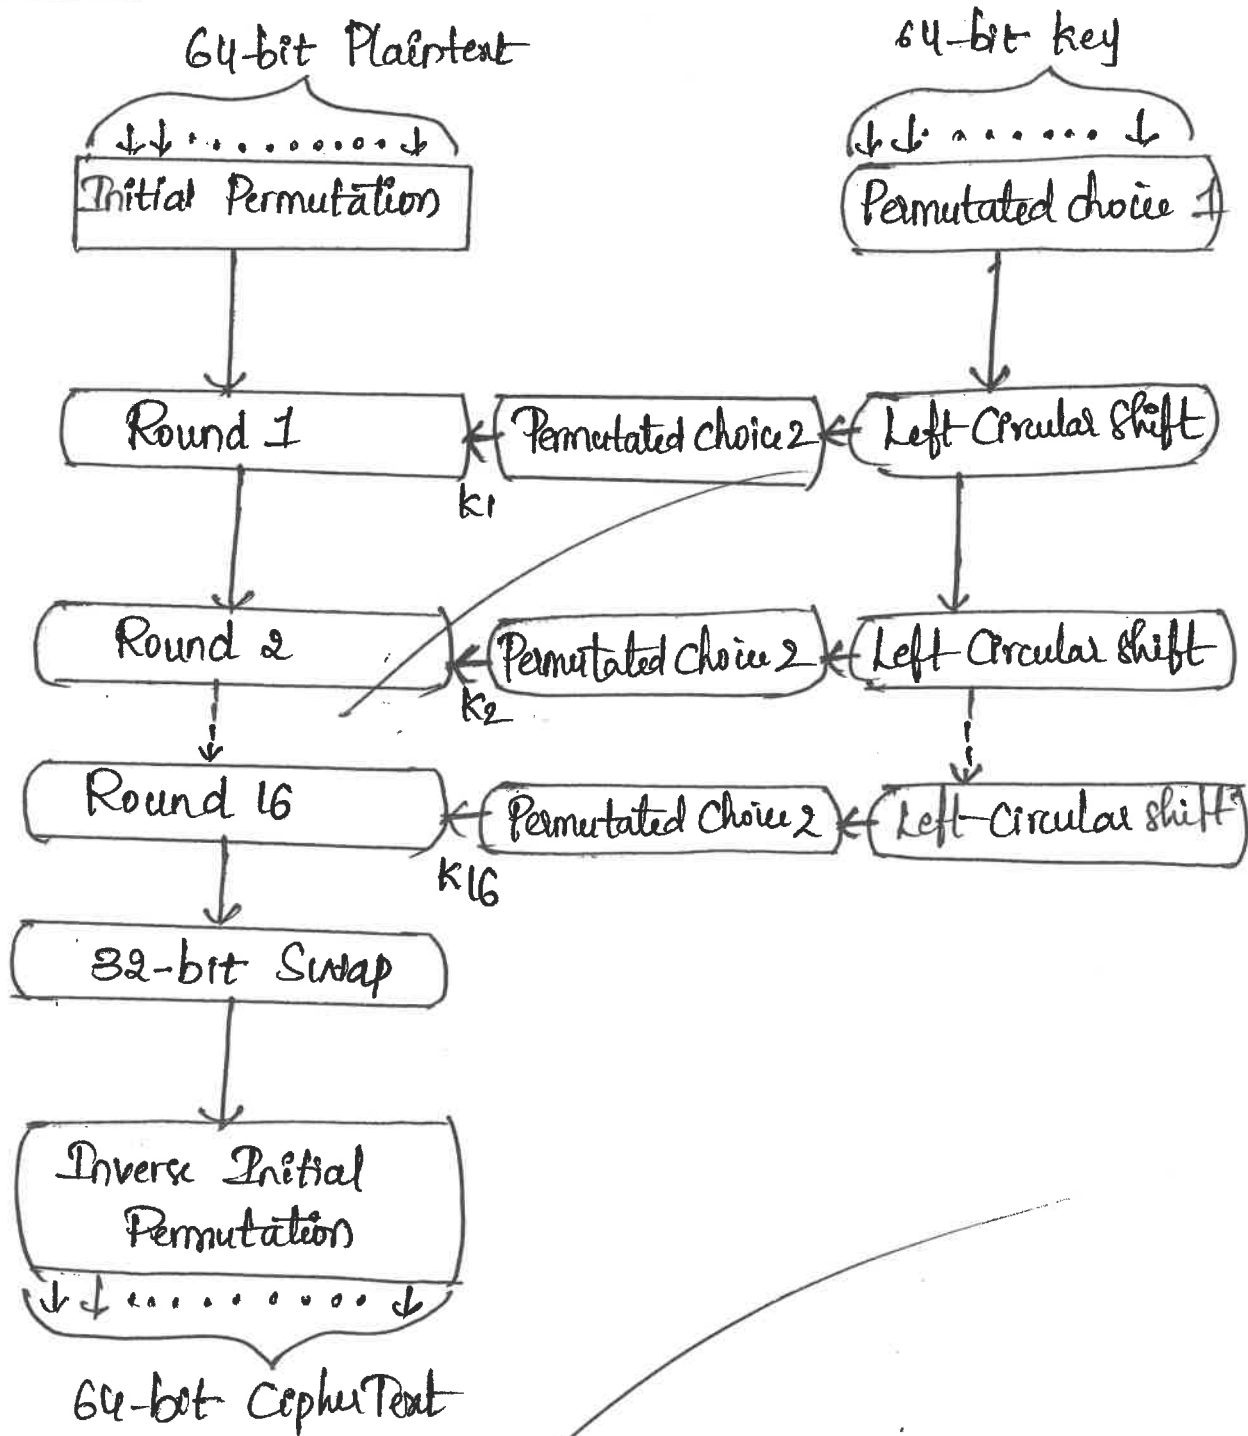 64-bit Plaintext
64-bit key
Initial Permutation
Permutated choice 1
Round 1
Permutated choice 2
Left Circular Shift
K1
Round 2
Permutated choice 2
Left Circular shift
K2
Round 16
Permutated Choice 2
Left-Circular shift
K16
32-bit Swap
Inverse Initial
Permutation
64-bit Cipher Text